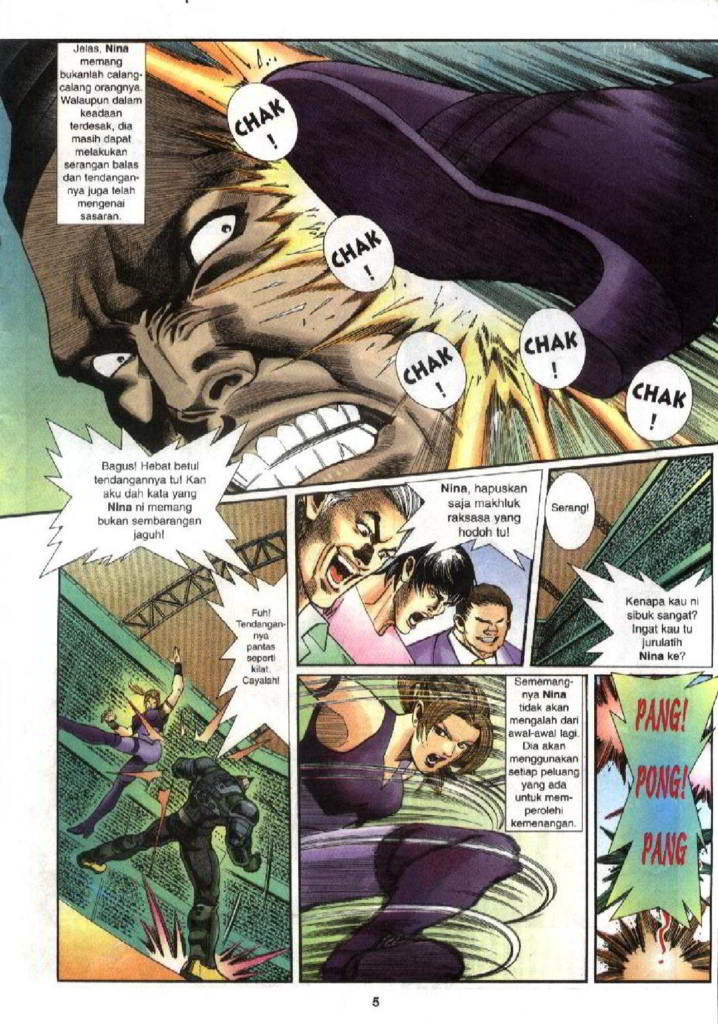 Jelas, Nina
memang
bukanlah calang-
calang orangnya.
Walaupun dalam
keadaan
terdesak, dia
masih dapat
melakukan
serangan balas
dan tendangan-
nya juga telah
mengenai
sasaran.
CHAK
!
CHAK
!
CHAK
!
CHAK
!
CHAK
!
Bagus! Hebat betul
tendangannya tu! Kan
aku dah kata yang
Nina ni memang
bukan sembarangan
jaguh!
Fuh!
Tendangan-
nya
pantas
seperti
kilat.
Cayalah!
Nina, hapuskan
saja makhluk
raksasa yang
hodoh tu!
Serang!
Kenapa kau ni
sibuk sangat?
Ingat kau tu
jurulatih
Nina ke?
Sememang-
nya Nina
tidak akan
mengalah dari
awal-awal lagi.
Dia akan
menggunakan
setiap peluang
yang ada
untuk mem-
perolehi
kemenangan.
PANG!
PONG!
PANG
5